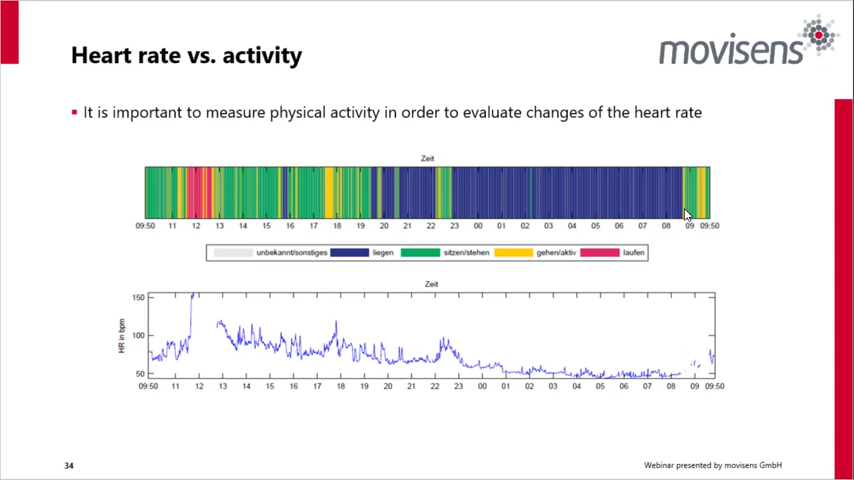 Heart rate vs. activity
movisens
It is important to measure physical activity in order to evaluate changes of the heart rate
Zeit
09:50 11 12 13 14 15 16 17 18 19 20 21 22 23 00 01 02 03 04 05 06 07 08 09 09:50
unbekannt/sonstiges liegen sitzen/stehen gehen/aktiv laufen
Zeit
150
100
50
HR in bpm
09:50 11 12 13 14 15 16 17 18 19 20 21 22 23 00 01 02 03 04 05 06 07 08 09 09:50
34
Webinar presented by movisens GmbH